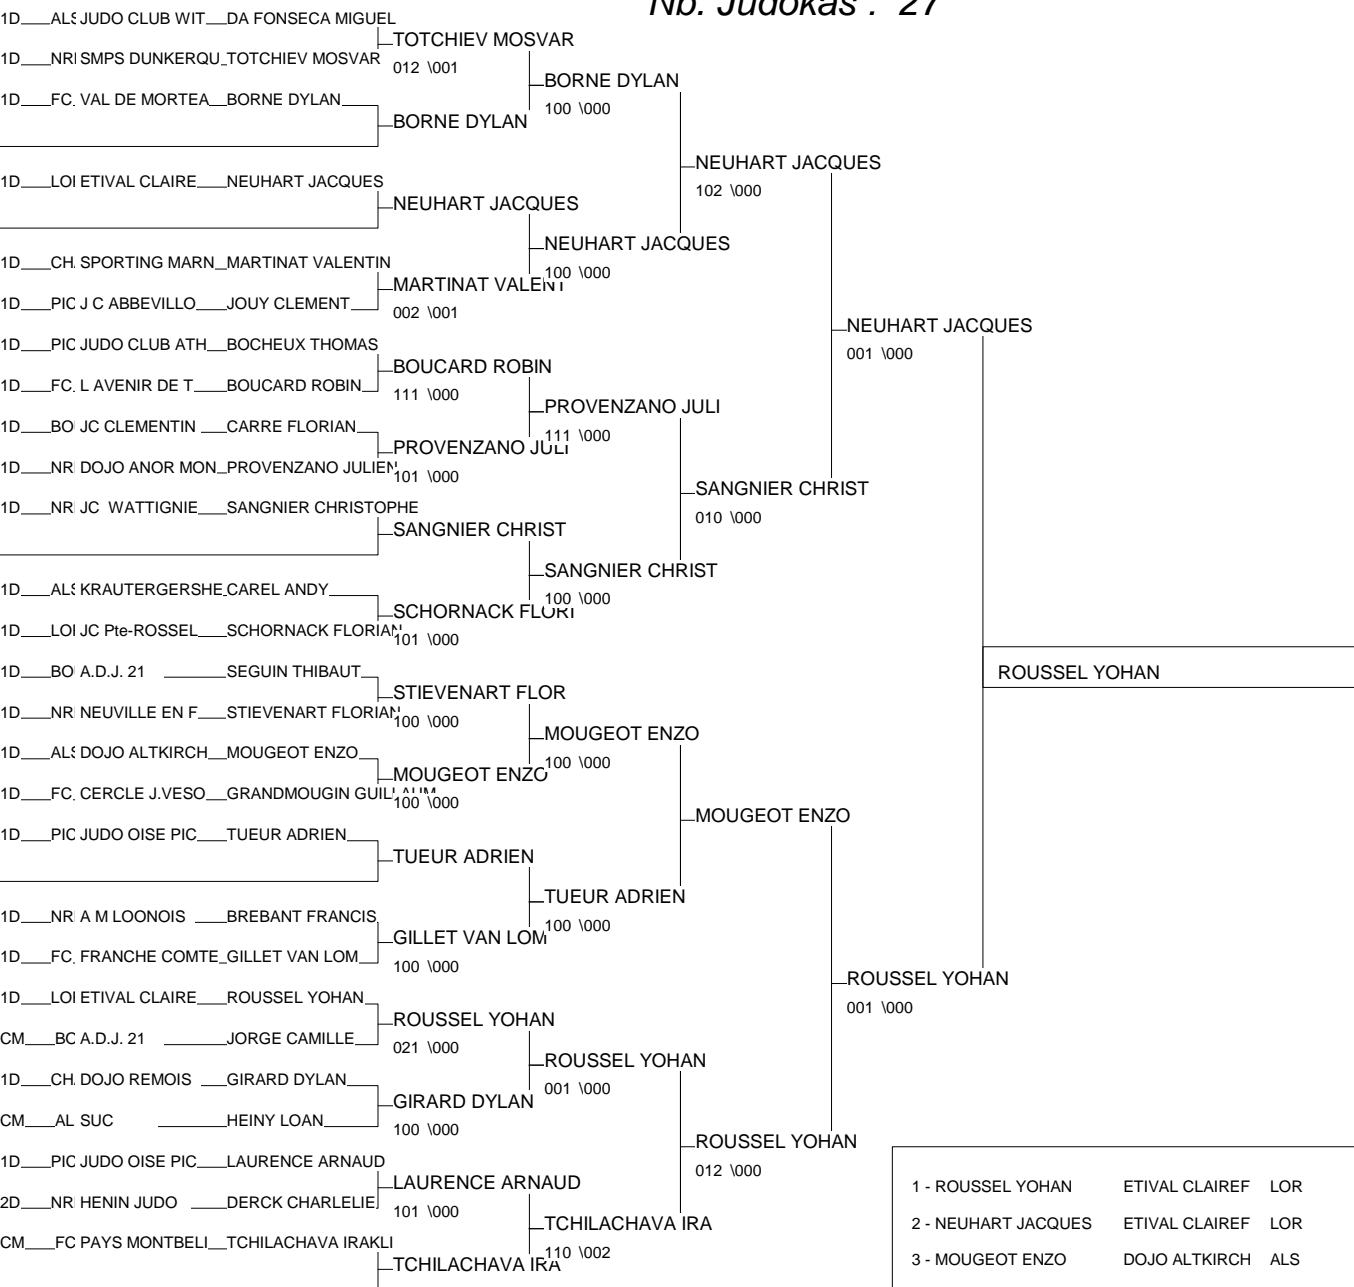 Nb. Judokas : 27
1D ALS JUDO CLUB WIT DA FONSECA MIGUEL
TOTCHIEV MOSVAR
1D NR SMPS DUNKERQU TOTCHIEV MOSVAR
012 \001
BORNE DYLAN
1D FC VAL DE MORTEA BORNE DYLAN
100 \000
BORNE DYLAN
NEUHART JACQUES
1D LOI ETIVAL CLAIRE NEUHART JACQUES
102 \000
NEUHART JACQUES
NEUHART JACQUES
1D CH SPORTING MARN MARTINAT VALENTIN
100 \000
MARTINAT VALENT
1D PIC J C ABBEVILLO JOUY CLEMENT
002 \001
NEUHART JACQUES
1D PIC JUDO CLUB ATH BOCHEUX THOMAS
001 \000
BOUCARD ROBIN
1D FC L AVENIR DE T BOUCARD ROBIN
111 \000
PROVENZANO JULI
1D BO JC CLEMENTIN CARRE FLORIAN
111 \000
PROVENZANO JULI
1D NR DOJO ANOR MON PROVENZANO JULIEN
101 \000
SANGNIER CHRIST
1D NR JC WATTIGNIE SANGNIER CHRISTOPHE
010 \000
SANGNIER CHRIST
SANGNIER CHRIST
1D ALS KRAUTERGERSHE CAREL ANDY
100 \000
SCHORNACK FLORI
1D LOI JC Pte-ROSSEL SCHORNACK FLORIAN
101 \000
1D BO A.D.J. 21 SEGUIN THIBAUT
ROUSSEL YOHAN
STIEVENART FLOR
1D NR NEUVILLE EN F STIEVENART FLORIAN
100 \000
MOUGEOT ENZO
1D ALS DOJO ALTKIRCH MOUGEOT ENZO
100 \000
MOUGEOT ENZO
1D FC CERCLE J.VESO GRANDMOUGIN GUILLAUM
100 \000
MOUGEOT ENZO
1D PIC JUDO OISE PIC TUEUR ADRIEN
TUEUR ADRIEN
TUEUR ADRIEN
1D NR A M LOONOIS BREBANT FRANCIS
100 \000
GILLET VAN LOM
1D FC FRANCHE COMTE GILLET VAN LOM
100 \000
ROUSSEL YOHAN
1D LOI ETIVAL CLAIRE ROUSSEL YOHAN
001 \000
ROUSSEL YOHAN
CM BC A.D.J. 21 JORGE CAMILLE
021 \000
ROUSSEL YOHAN
1D CH DOJO REMOIS GIRARD DYLAN
001 \000
GIRARD DYLAN
CM AL SUC HEINY LOAN
100 \000
ROUSSEL YOHAN
1D PIC JUDO OISE PIC LAURENCE ARNAUD
012 \000
LAURENCE ARNAUD
1 - ROUSSEL YOHAN ETIVAL CLAIREF LOR
2D NR HENIN JUDO DERCK CHARLELIE
101 \000
TCHILACHAVA IRA
2 - NEUHART JACQUES ETIVAL CLAIREF LOR
CM FC PAYS MONTBELI TCHILACHAVA IRAKLI
110 \002
TCHILACHAVA IRA
3 - MOUGEOT ENZO DOJO ALTKIRCH ALS